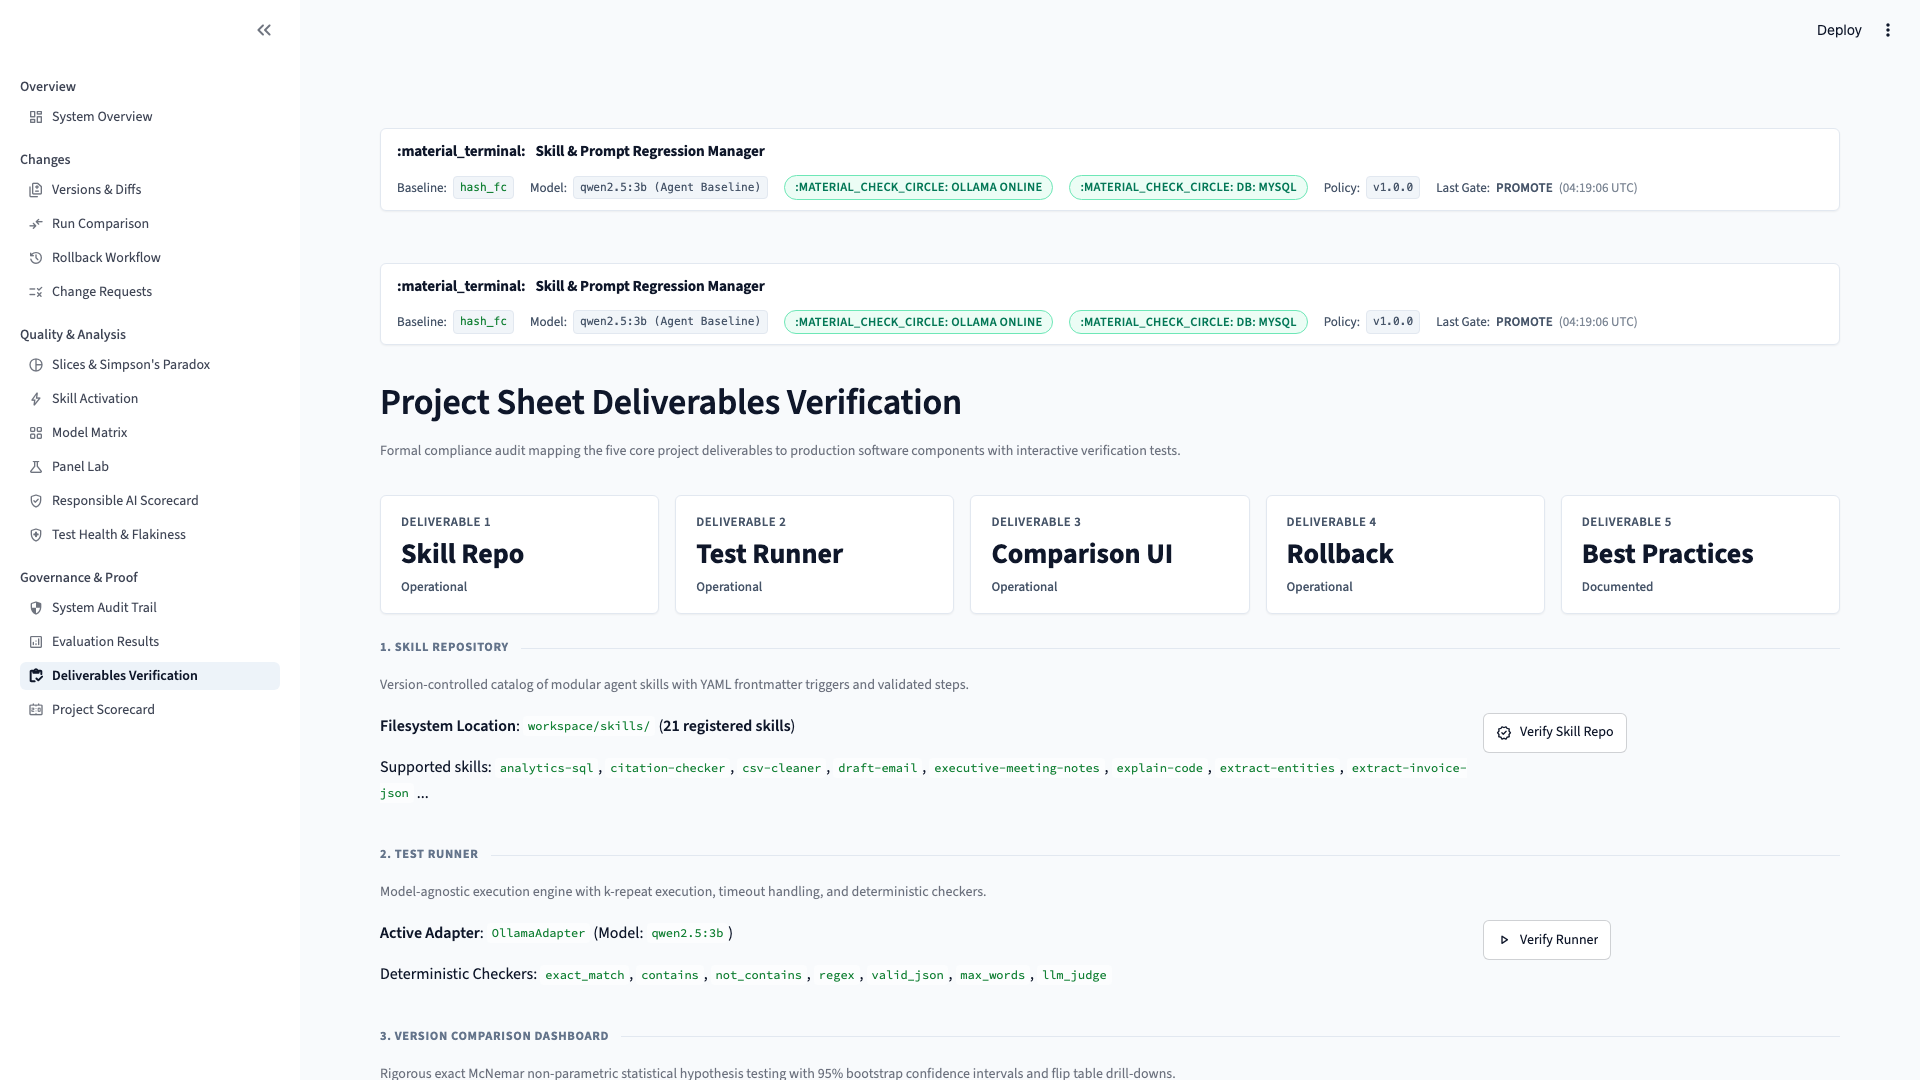 Deploy
Overview
System Overview
Changes
Versions & Diffs
Run Comparison
Rollback Workflow
Change Requests
Quality & Analysis
Slices & Simpson's Paradox
Skill Activation
Model Matrix
Panel Lab
Responsible AI Scorecard
Test Health & Flakiness
Governance & Proof
System Audit Trail
Evaluation Results
Deliverables Verification
Project Scorecard
:material_terminal: Skill & Prompt Regression Manager
Baseline: hash_fc Model: qwen2.5:3b (Agent Baseline) :MATERIAL_CHECK_CIRCLE: OLLAMA ONLINE :MATERIAL_CHECK_CIRCLE: DB: MYSQL Policy: v1.0.0 Last Gate: PROMOTE (04:19:06 UTC)
:material_terminal: Skill & Prompt Regression Manager
Baseline: hash_fc Model: qwen2.5:3b (Agent Baseline) :MATERIAL_CHECK_CIRCLE: OLLAMA ONLINE :MATERIAL_CHECK_CIRCLE: DB: MYSQL Policy: v1.0.0 Last Gate: PROMOTE (04:19:06 UTC)
Project Sheet Deliverables Verification
Formal compliance audit mapping the five core project deliverables to production software components with interactive verification tests.
DELIVERABLE 1
Skill Repo
Operational
DELIVERABLE 2
Test Runner
Operational
DELIVERABLE 3
Comparison UI
Operational
DELIVERABLE 4
Rollback
Operational
DELIVERABLE 5
Best Practices
Documented
1. SKILL REPOSITORY
Version-controlled catalog of modular agent skills with YAML frontmatter triggers and validated steps.
Filesystem Location: workspace/skills/ (21 registered skills)
Supported skills: analytics-sql , citation-checker , csv-cleaner , draft-email , executive-meeting-notes , explain-code , extract-entities , extract-invoice-
json ...
Verify Skill Repo
2. TEST RUNNER
Model-agnostic execution engine with k-repeat execution, timeout handling, and deterministic checkers.
Active Adapter: OllamaAdapter (Model: qwen2.5:3b )
Deterministic Checkers: exact_match , contains , not_contains , regex , valid_json , max_words , llm_judge
Verify Runner
3. VERSION COMPARISON DASHBOARD
Rigorous exact McNemar non-parametric statistical hypothesis testing with 95% bootstrap confidence intervals and flip table drill-downs.